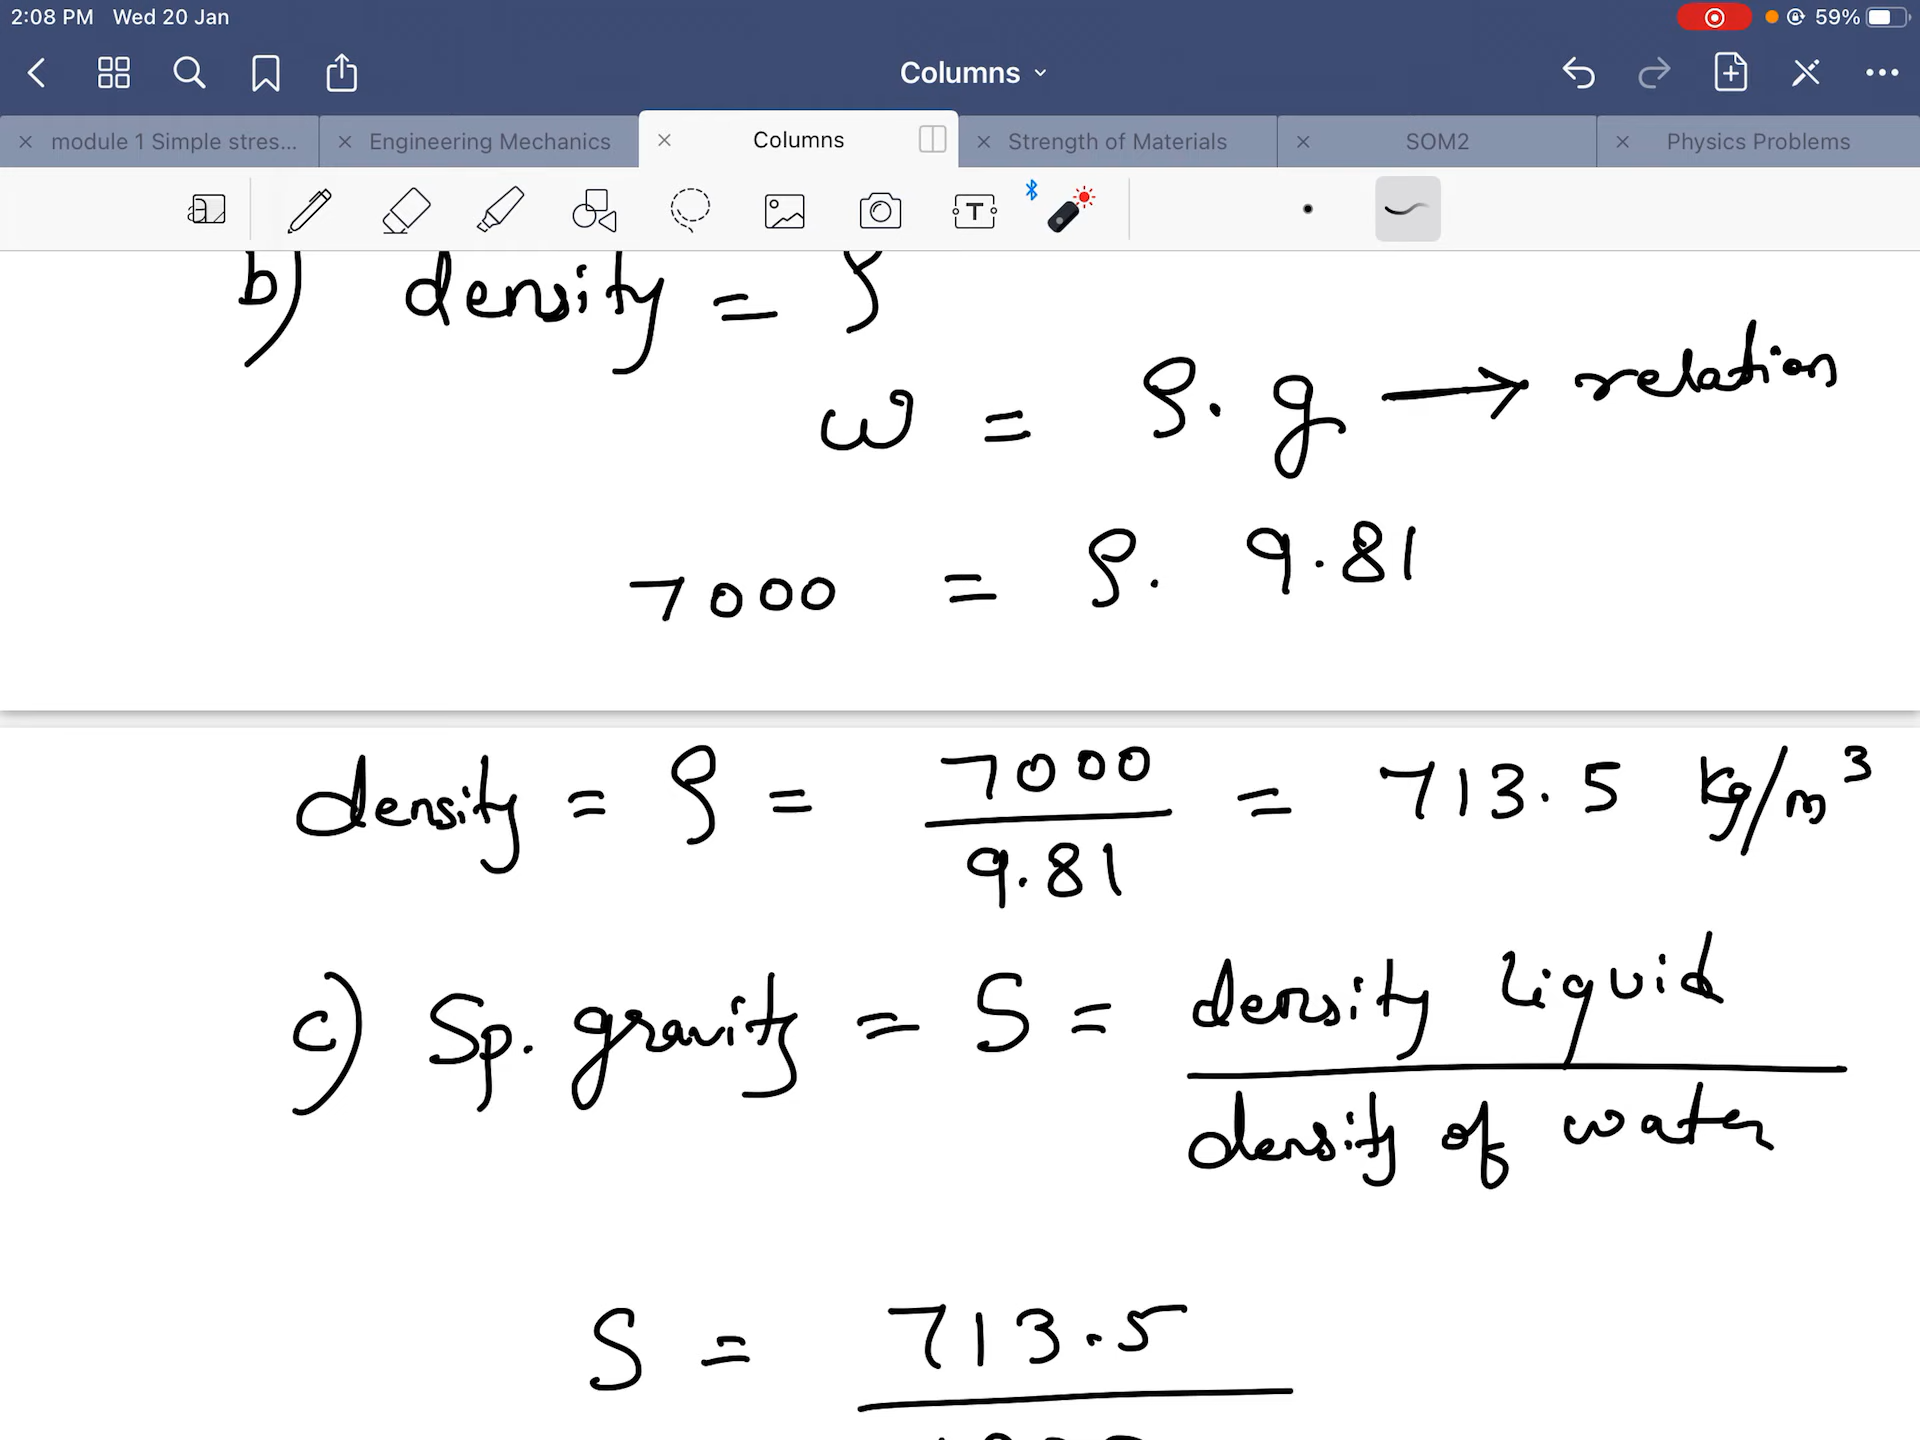 2:08 PM Wed 20 Jan 59%
Columns
module 1 Simple stres... Engineering Mechanics Columns Strength of Materials SOM2 Physics Problems
b) density = ρ
ω = ρ. g → relation
7000 = ρ. 9.81
density = ρ = 7000 / 9.81 = 713.5 kg/m³
c) Sp. gravity = S = density liquid / density of water
S = 713.5